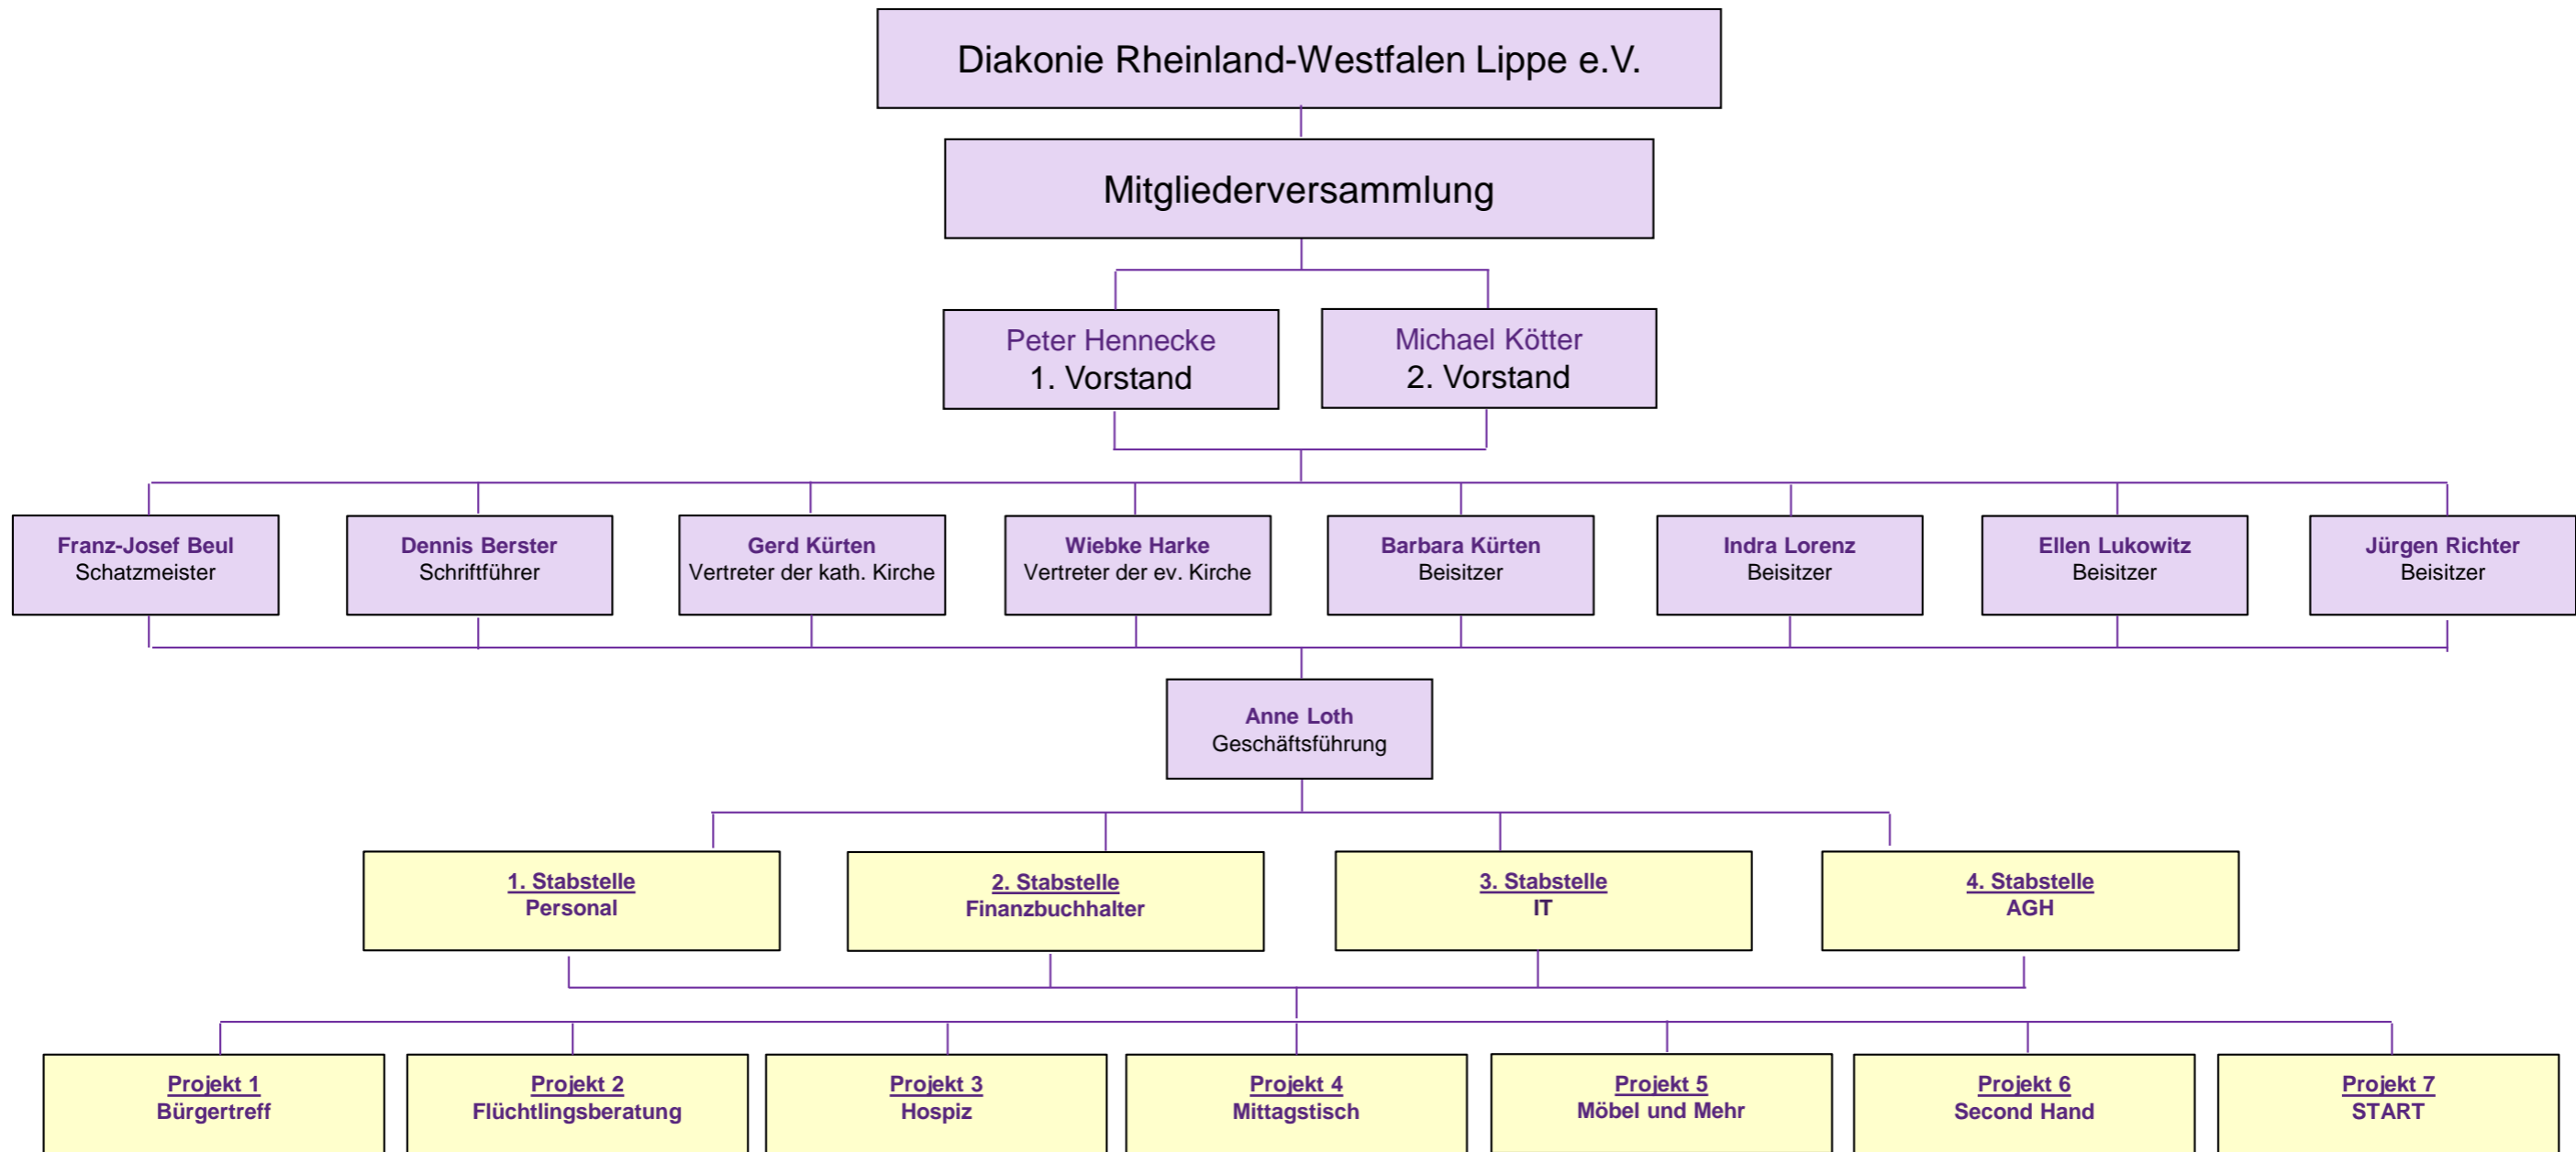 Diakonie Rheinland-Westfalen Lippe e.V.
Mitgliederversammlung
Peter Hennecke
1. Vorstand
Michael Kötter
2. Vorstand
Franz-Josef Beul
Schatzmeister
Dennis Berster
Schriftführer
Gerd Kürten
Vertreter der kath. Kirche
Wiebke Harke
Vertreter der ev. Kirche
Barbara Kürten
Beisitzer
Indra Lorenz
Beisitzer
Ellen Lukowitz
Beisitzer
Jürgen Richter
Beisitzer
Anne Loth
Geschäftsführung
1. Stabstelle
Personal
2. Stabstelle
Finanzbuchhalter
3. Stabstelle
IT
4. Stabstelle
AGH
Projekt 1
Bürgertreff
Projekt 2
Flüchtlingsberatung
Projekt 3
Hospiz
Projekt 4
Mittagstisch
Projekt 5
Möbel und Mehr
Projekt 6
Second Hand
Projekt 7
START